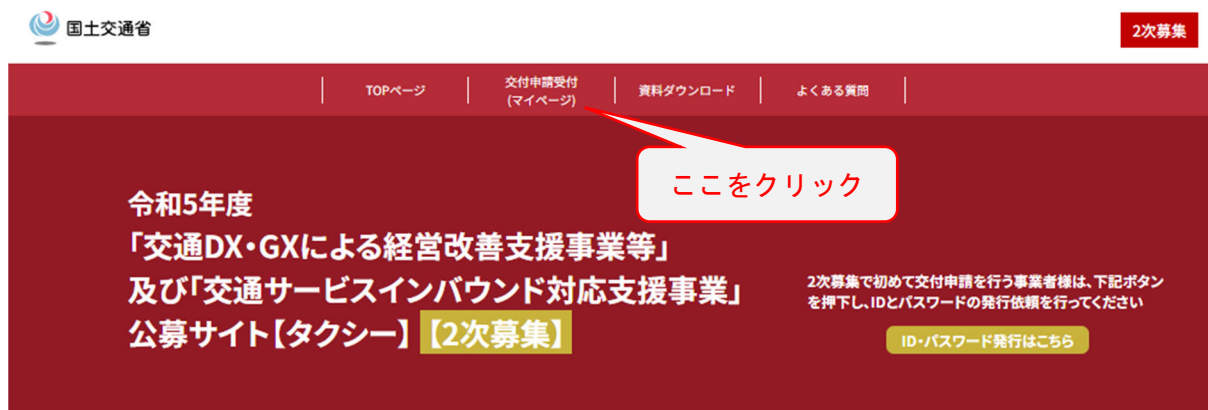 国土交通省
2次募集
TOPページ
交付申請受付
(マイページ)
資料ダウンロード
よくある質問
ここをクリック
令和5年度
「交通DX・GXによる経営改善支援事業等」
及び「交通サービスインバウンド対応支援事業」
公募サイト【タクシー】【2次募集】
2次募集で初めて交付申請を行う事業者様は、下記ボタン
を押下し、IDとパスワードの発行依頼を行ってください
ID・パスワード発行はこちら